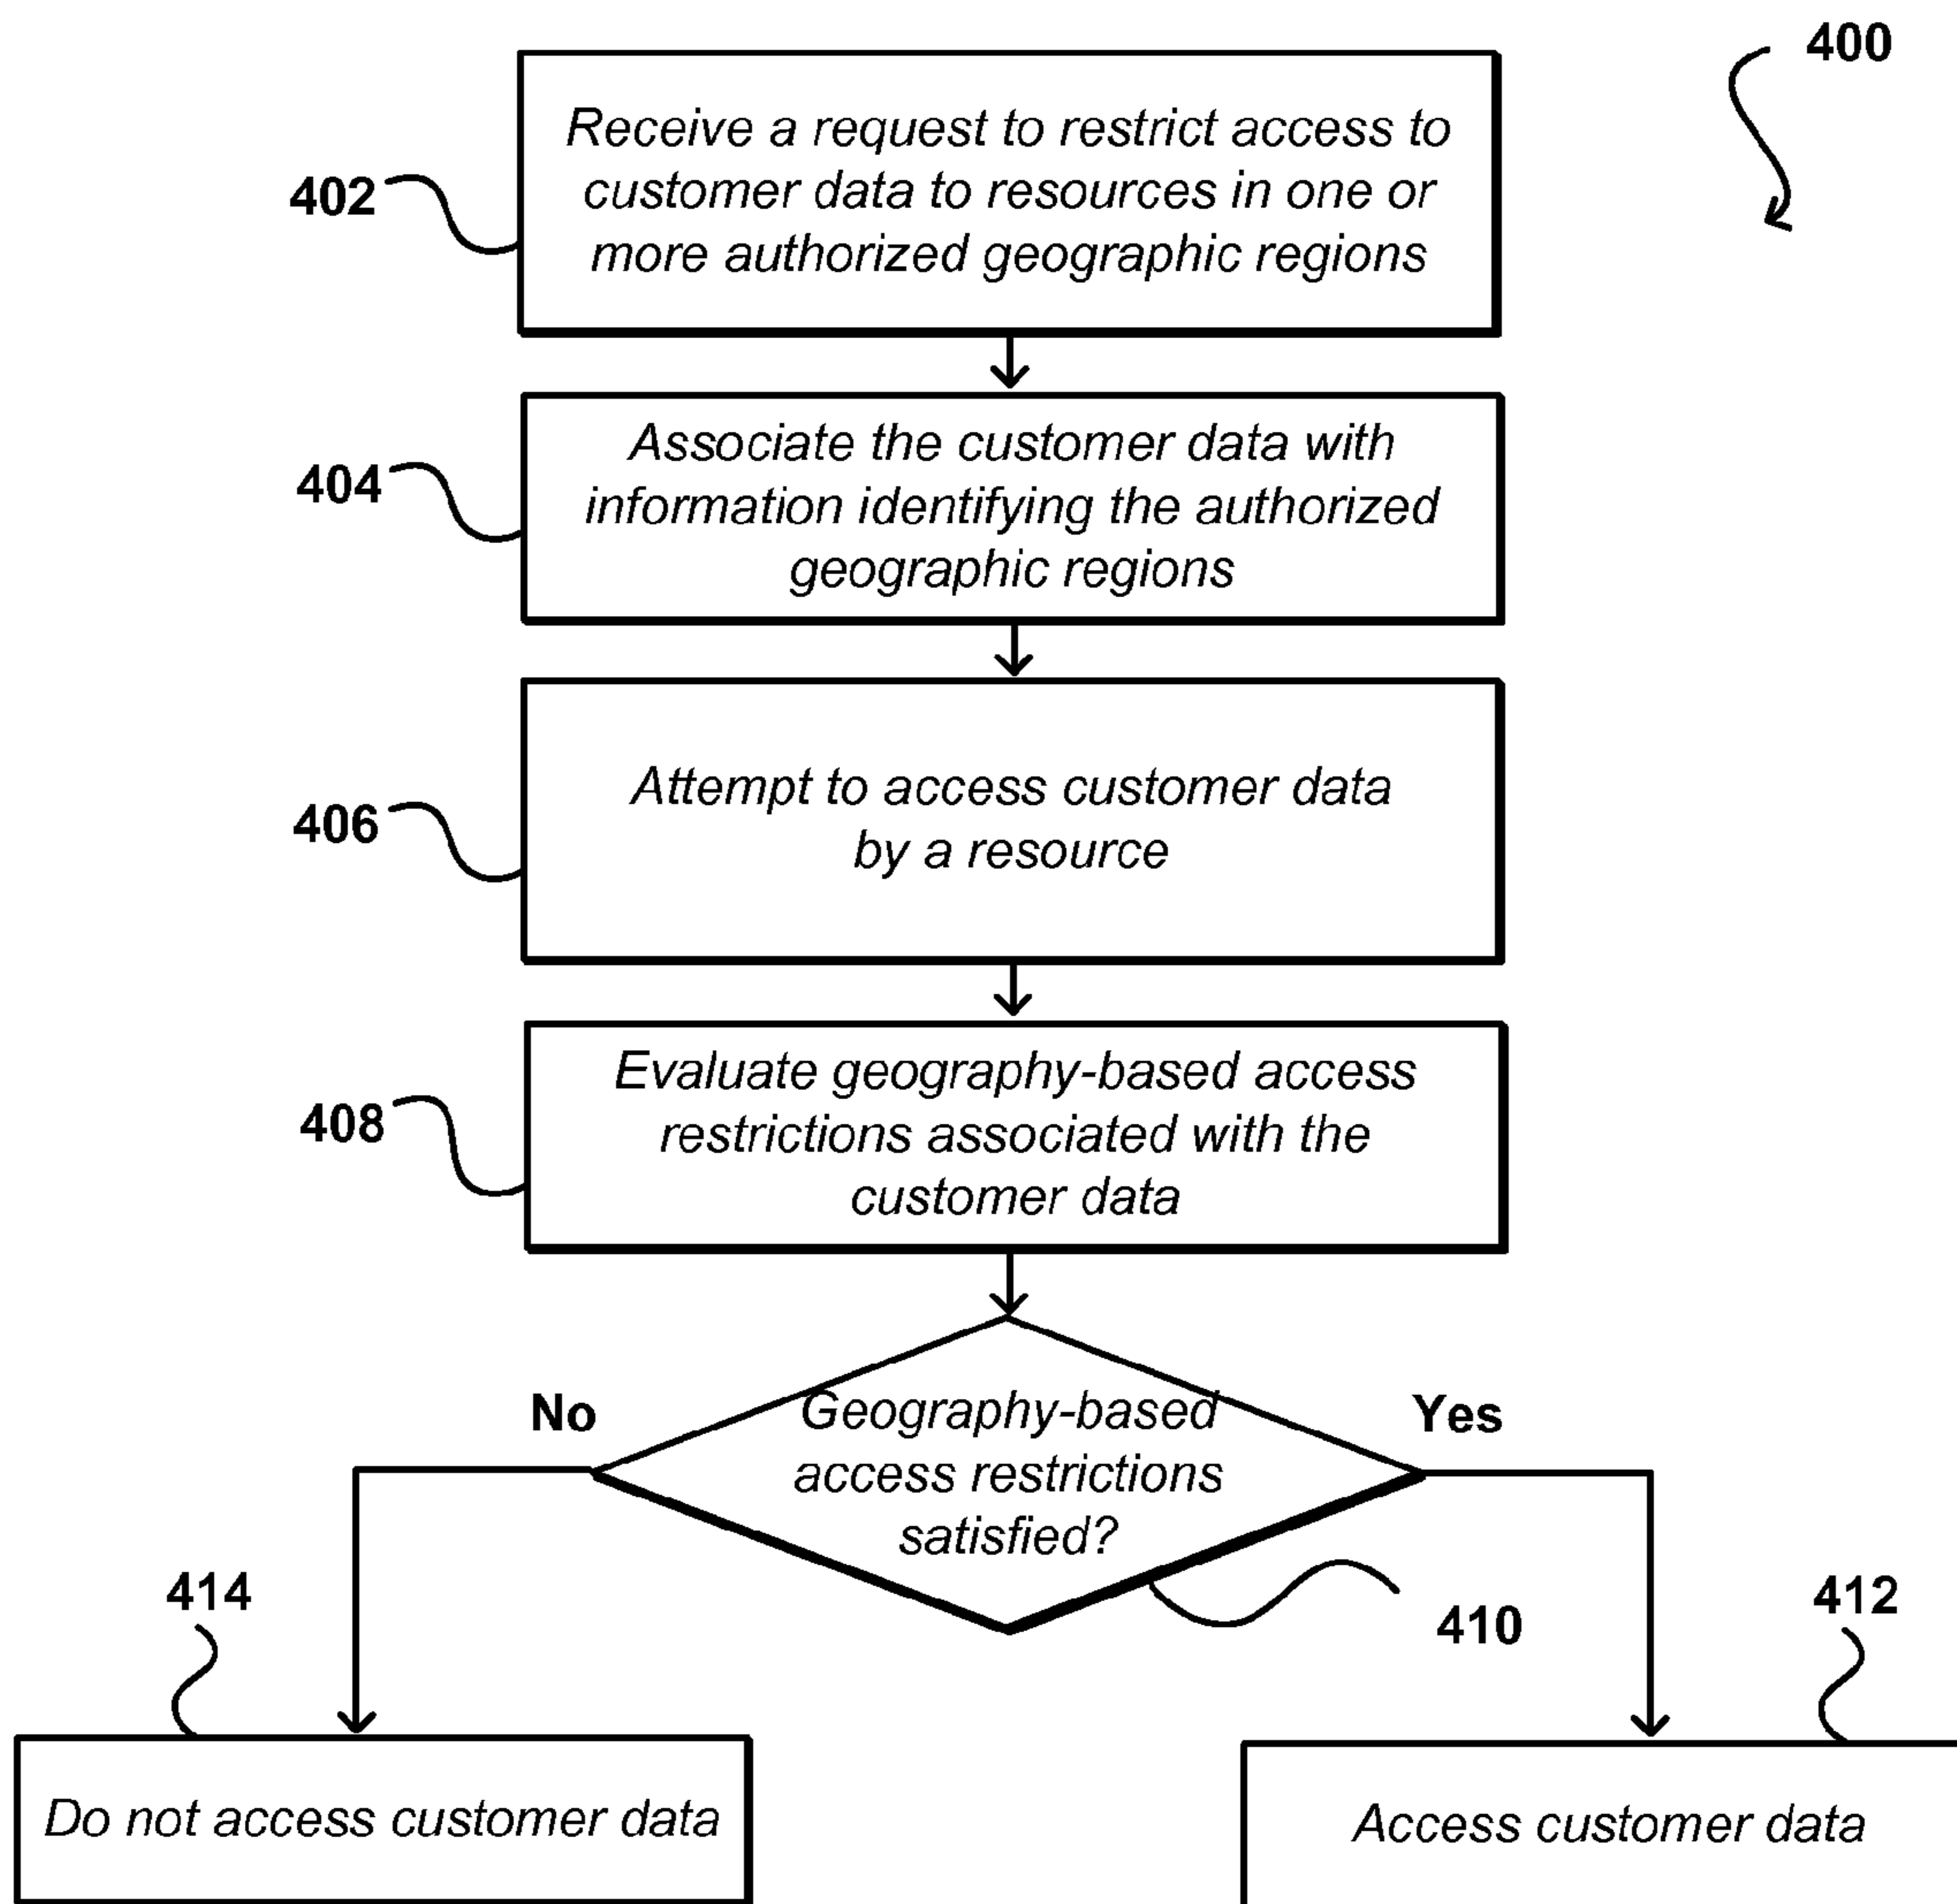 400
Receive a request to restrict access to
customer data to resources in one or
more authorized geographic regions
402
Associate the customer data with
information identifying the authorized
geographic regions
404
Attempt to access customer data
by a resource
406
Evaluate geography-based access
restrictions associated with the
customer data
408
No
Geography-based
access restrictions
satisfied?
Yes
410
414
412
Do not access customer data
Access customer data